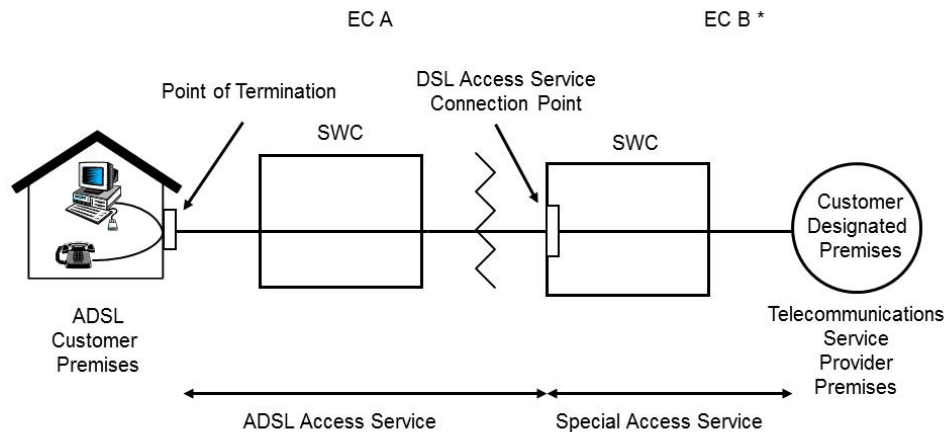 EC A
EC B *
Point of Termination
DSL Access Service
Connection Point
SWC
SWC
Customer
Designated
Premises
ADSL
Customer
Premises
Telecommunications
Service
Provider
Premises
ADSL Access Service
Special Access Service